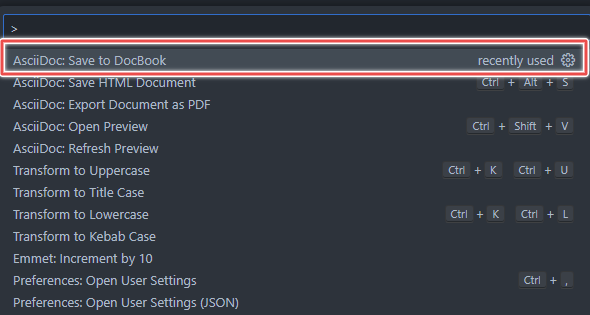 >
AsciiDoc: Save to DocBook recently used
AsciiDoc: Save HTML Document Ctrl + Alt + S
AsciiDoc: Export Document as PDF
AsciiDoc: Open Preview Ctrl + Shift + V
AsciiDoc: Refresh Preview
Transform to Uppercase Ctrl + K Ctrl + U
Transform to Title Case
Transform to Lowercase Ctrl + K Ctrl + L
Transform to Kebab Case
Emmet: Increment by 10
Preferences: Open User Settings Ctrl + ,
Preferences: Open User Settings (JSON)